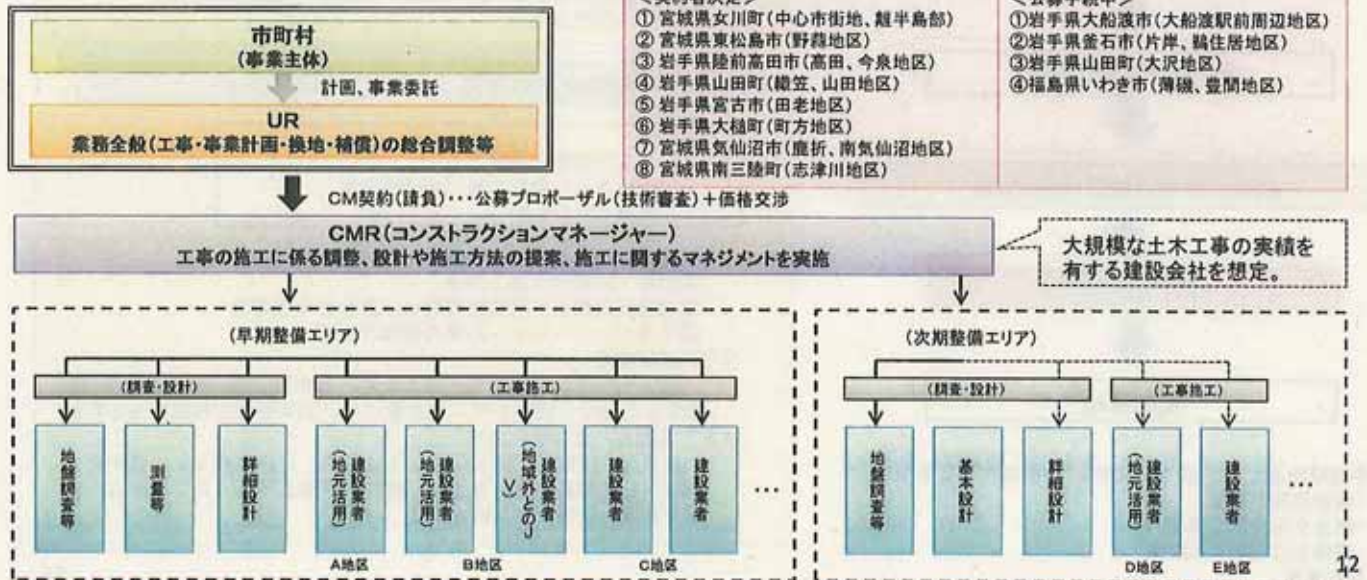 <契約者決定>
①宮城県女川町(中心市街地、離半島部)
②宮城県東松島市(野蒜地区)
③岩手県陸前高田市(高田、今泉地区)
④岩手県山田町(織笠、山田地区)
⑤岩手県宮古市(田老地区)
⑥岩手県大槌町(町方地区)
⑦宮城県気仙沼市(鹿折、南気仙沼地区)
⑧宮城県南三陸町(志津川地区)
<公募手続中>
①岩手県大船渡市(大船渡駅前周辺地区)
②岩手県釜石市(片岸、鵜住居地区)
③岩手県山田町(大沢地区)
④福島県いわき市(薄磯、豊間地区)
市町村
(事業主体)
計画、事業委託
UR
業務全般(工事・事業計画・換地・補償)の総合調整等
CM契約(請負)・・・公募プロポーザル(技術審査)+価格交渉
CMR(コンストラクションマネージャー)
工事の施工に係る調整、設計や施工方法の提案、施工に関するマネジメントを実施
大規模な土木工事の実績を
有する建設会社を想定。
(早期整備エリア)
(調査・設計)
(工事施工)
地盤調査等
測量等
詳細設計
建設業者
(地元活用)
建設業者
(地元活用)
建設業者
(地域外とのJ
V)
建設業者
建設業者
…
A地区
B地区
C地区
(次期整備エリア)
(調査・設計)
(工事施工)
地盤調査等
基本設計
詳細設計
建設業者
(地元活用)
建設業者
…
D地区
E地区
12